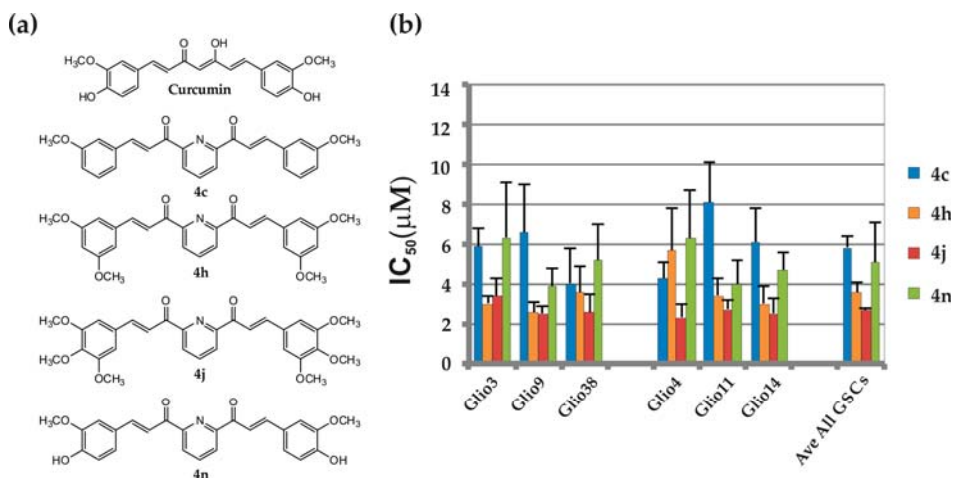 (a)
OH
O
H₃CO
OCH₃
HO
Curcumin
OH
O
O
H₃CO
N
OCH₃
4c
OCH₃
O
O
OCH₃
N
OCH₃
4h
OCH₃
OCH₃
O
O
OCH₃
N
H₃CO
OCH₃
OCH₃
4j
OCH₃
H₃CO
O
O
OCH₃
N
HO
4n
OH
(b)
IC₅₀(μM)
14
12
10
8
6
4
2
0
Glio3
Glio9
Glio38
Glio4
Glio11
Glio14
Ave All GSCs
4c
4h
4j
4n